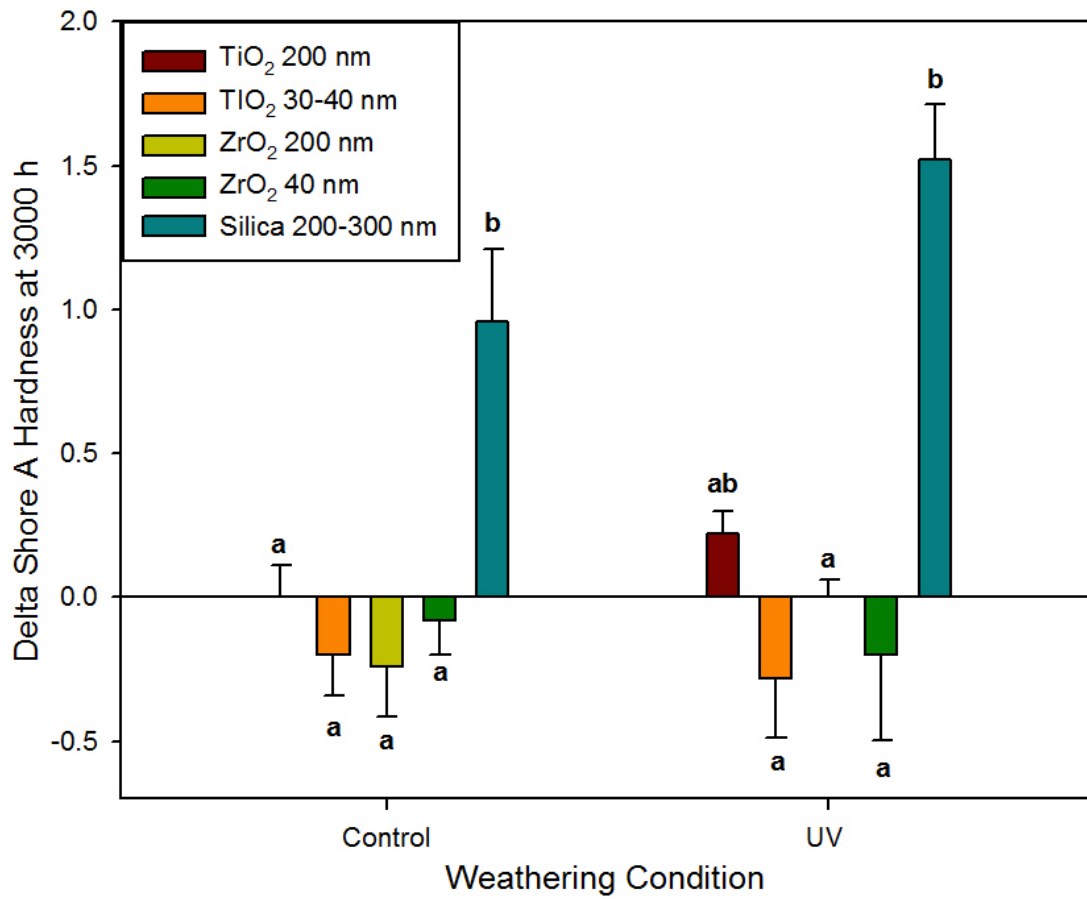 Delta Shore A Hardness at 3000 h
2.0
1.5
1.0
0.5
0.0
-0.5
TiO₂ 200 nm
TIO₂ 30-40 nm
ZrO₂ 200 nm
ZrO₂ 40 nm
Silica 200-300 nm
a
a
a
a
b
ab
a
a
a
b
Control
UV
Weathering Condition